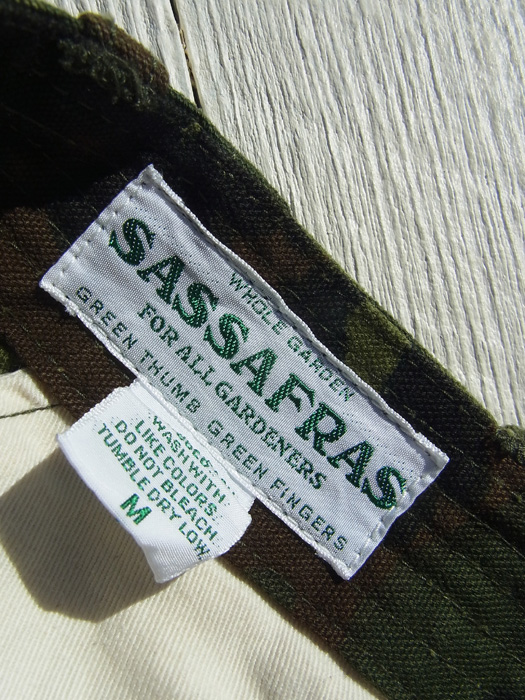 WHOLE GARDEN
SASSAFRAS
FOR ALL GARDENERS
GREEN THUMB GREEN FINGERS
WASH WITH
LIKE COLORS.
DO NOT BLEACH.
TUMBLE DRY LOW.
M